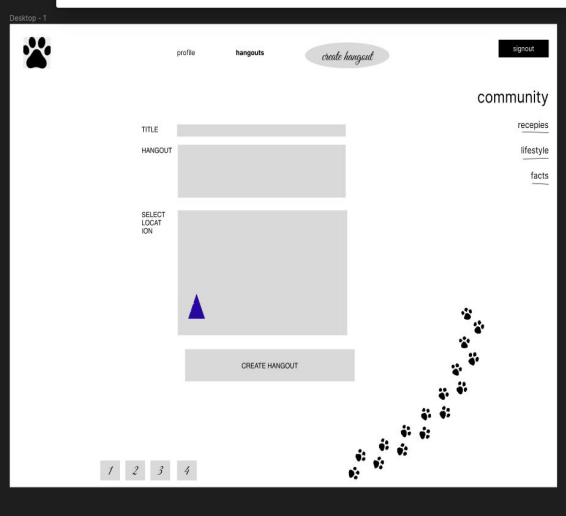 Desktop - 1
profile
hangouts
create hangout
signout
community
recepies
lifestyle
facts
TITLE
HANGOUT
SELECT
LOCAT
ION
CREATE HANGOUT
1 2 3 4